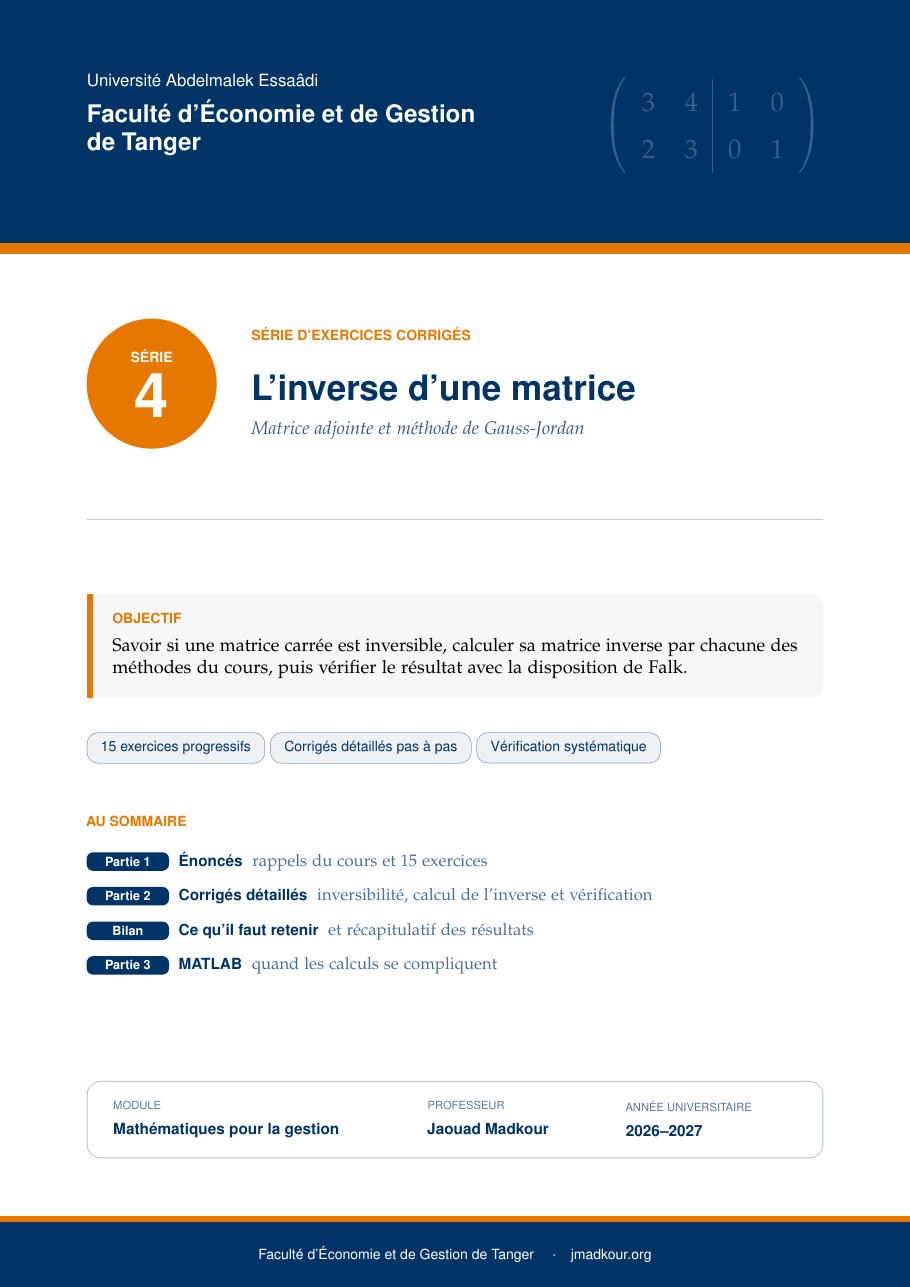 Université Abdelmalek Essaâdi
Faculté d’Économie et de Gestion
de Tanger
3 4 1 0
2 3 0 1
SÉRIE
4
SÉRIE D’EXERCICES CORRIGÉS
L’inverse d’une matrice
Matrice adjointe et méthode de Gauss-Jordan
OBJECTIF
Savoir si une matrice carrée est inversible, calculer sa matrice inverse par chacune des
méthodes du cours, puis vérifier le résultat avec la disposition de Falk.
15 exercices progressifs
Corrigés détaillés pas à pas
Vérification systématique
AU SOMMAIRE
Partie 1 Énoncés rappels du cours et 15 exercices
Partie 2 Corrigés détaillés inversibilité, calcul de l’inverse et vérification
Bilan Ce qu’il faut retenir et récapitulatif des résultats
Partie 3 MATLAB quand les calculs se compliquent
MODULE
Mathématiques pour la gestion
PROFESSEUR
Jaouad Madkour
ANNÉE UNIVERSITAIRE
2026–2027
Faculté d’Économie et de Gestion de Tanger · jmadkour.org